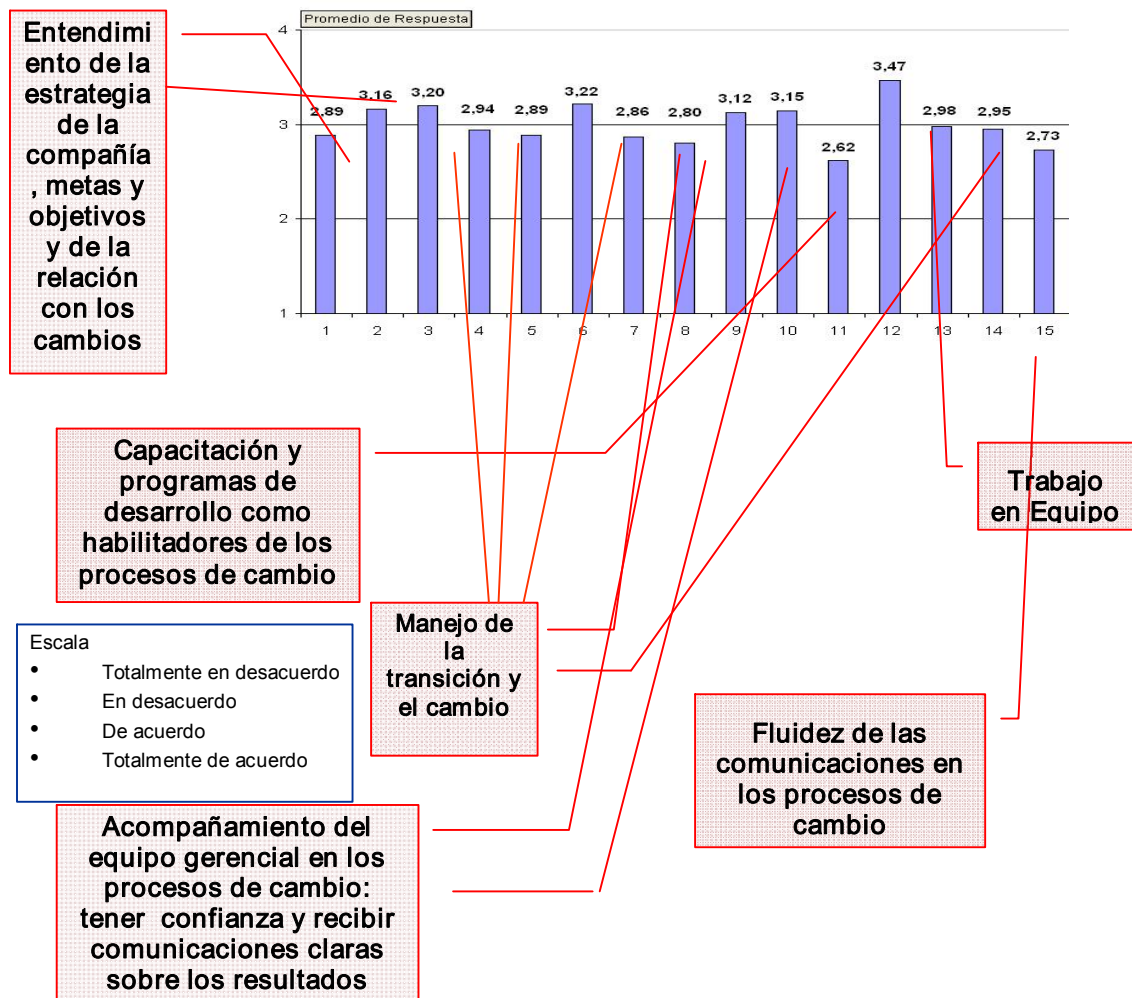 Promedio de Respuesta
4
3
2
1
2,89
3,16
3,20
2,94
2,89
3,22
2,86
2,80
3,12
3,15
2,62
3,47
2,98
2,95
2,73
1 2 3 4 5 6 7 8 9 10 11 12 13 14 15
Entendimi
ento de la
estrategia
de la
compañía
, metas y
objetivos
y de la
relación
con los
cambios
Capacitación y
programas de
desarrollo como
habilitadores de los
procesos de cambio
Trabajo
en Equipo
Manejo de
la
transición y
el cambio
Escala
• Totalmente en desacuerdo
• En desacuerdo
• De acuerdo
• Totalmente de acuerdo
Fluidez de las
comunicaciones en
los procesos de
cambio
Acompañamiento del
equipo gerencial en los
procesos de cambio:
tener confianza y recibir
comunicaciones claras
sobre los resultados